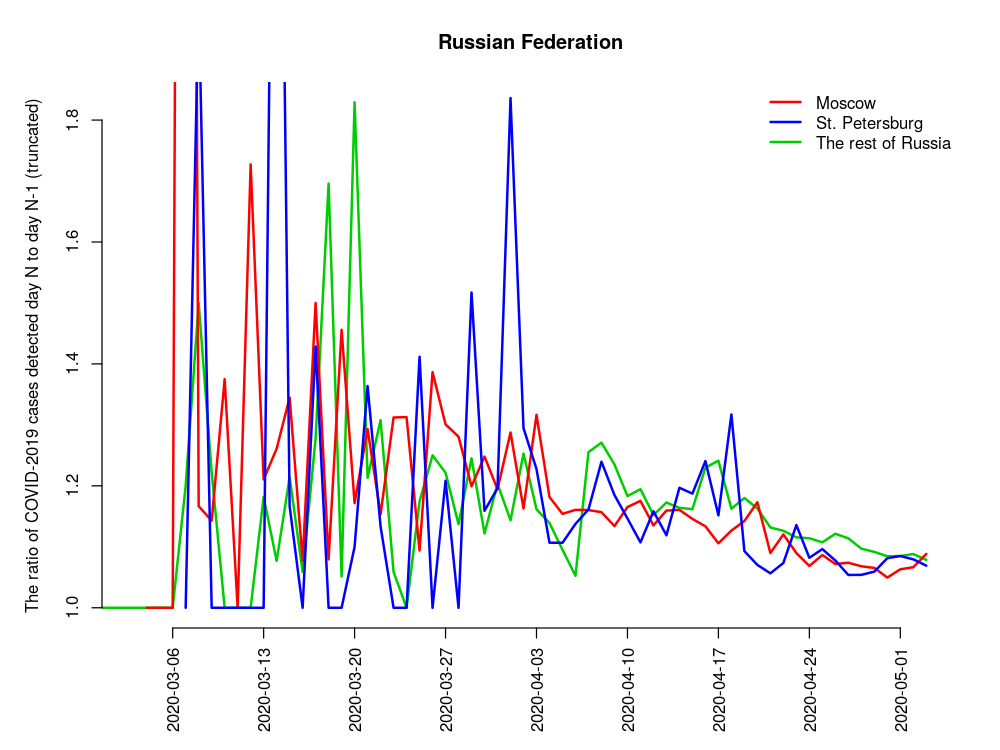 Russian Federation
The ratio of COVID-2019 cases detected day N to day N-1 (truncated)
1.8
1.6
1.4
1.2
1.0
Moscow
St. Petersburg
The rest of Russia
2020-03-06
2020-03-13
2020-03-20
2020-03-27
2020-04-03
2020-04-10
2020-04-17
2020-04-24
2020-05-01